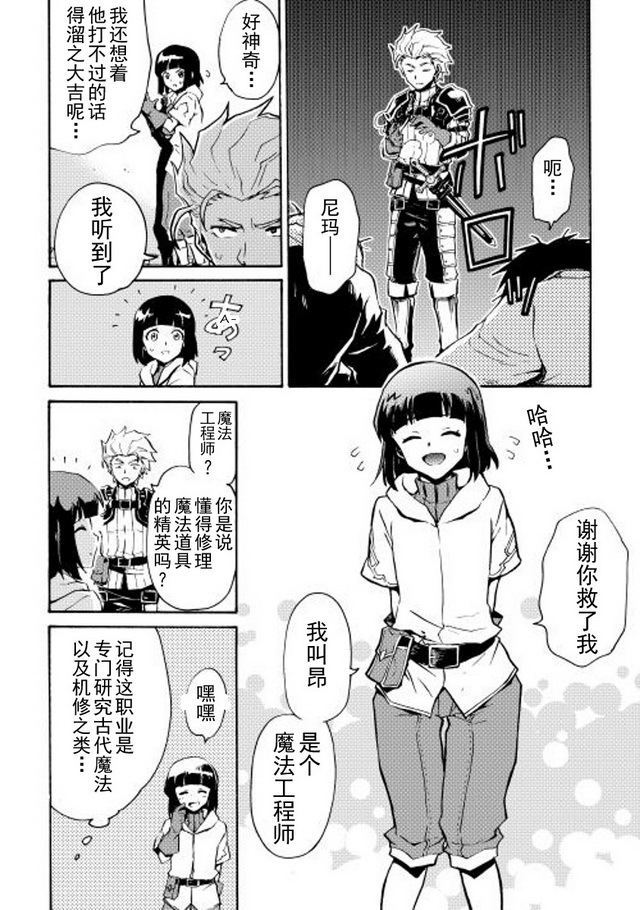 呃…
尼玛——
好神奇…
我还想着
他打不过的话
得溜之大吉呢…
我听到了
あっ
A-
哈哈…
谢谢你救了我
我叫昂
是个
魔法工程师
魔法
工程师？
你是说
懂得修理
魔法道具
的精英吗？
嘿嘿
记得这职业是
专门研究古代魔法
以及机修之类…